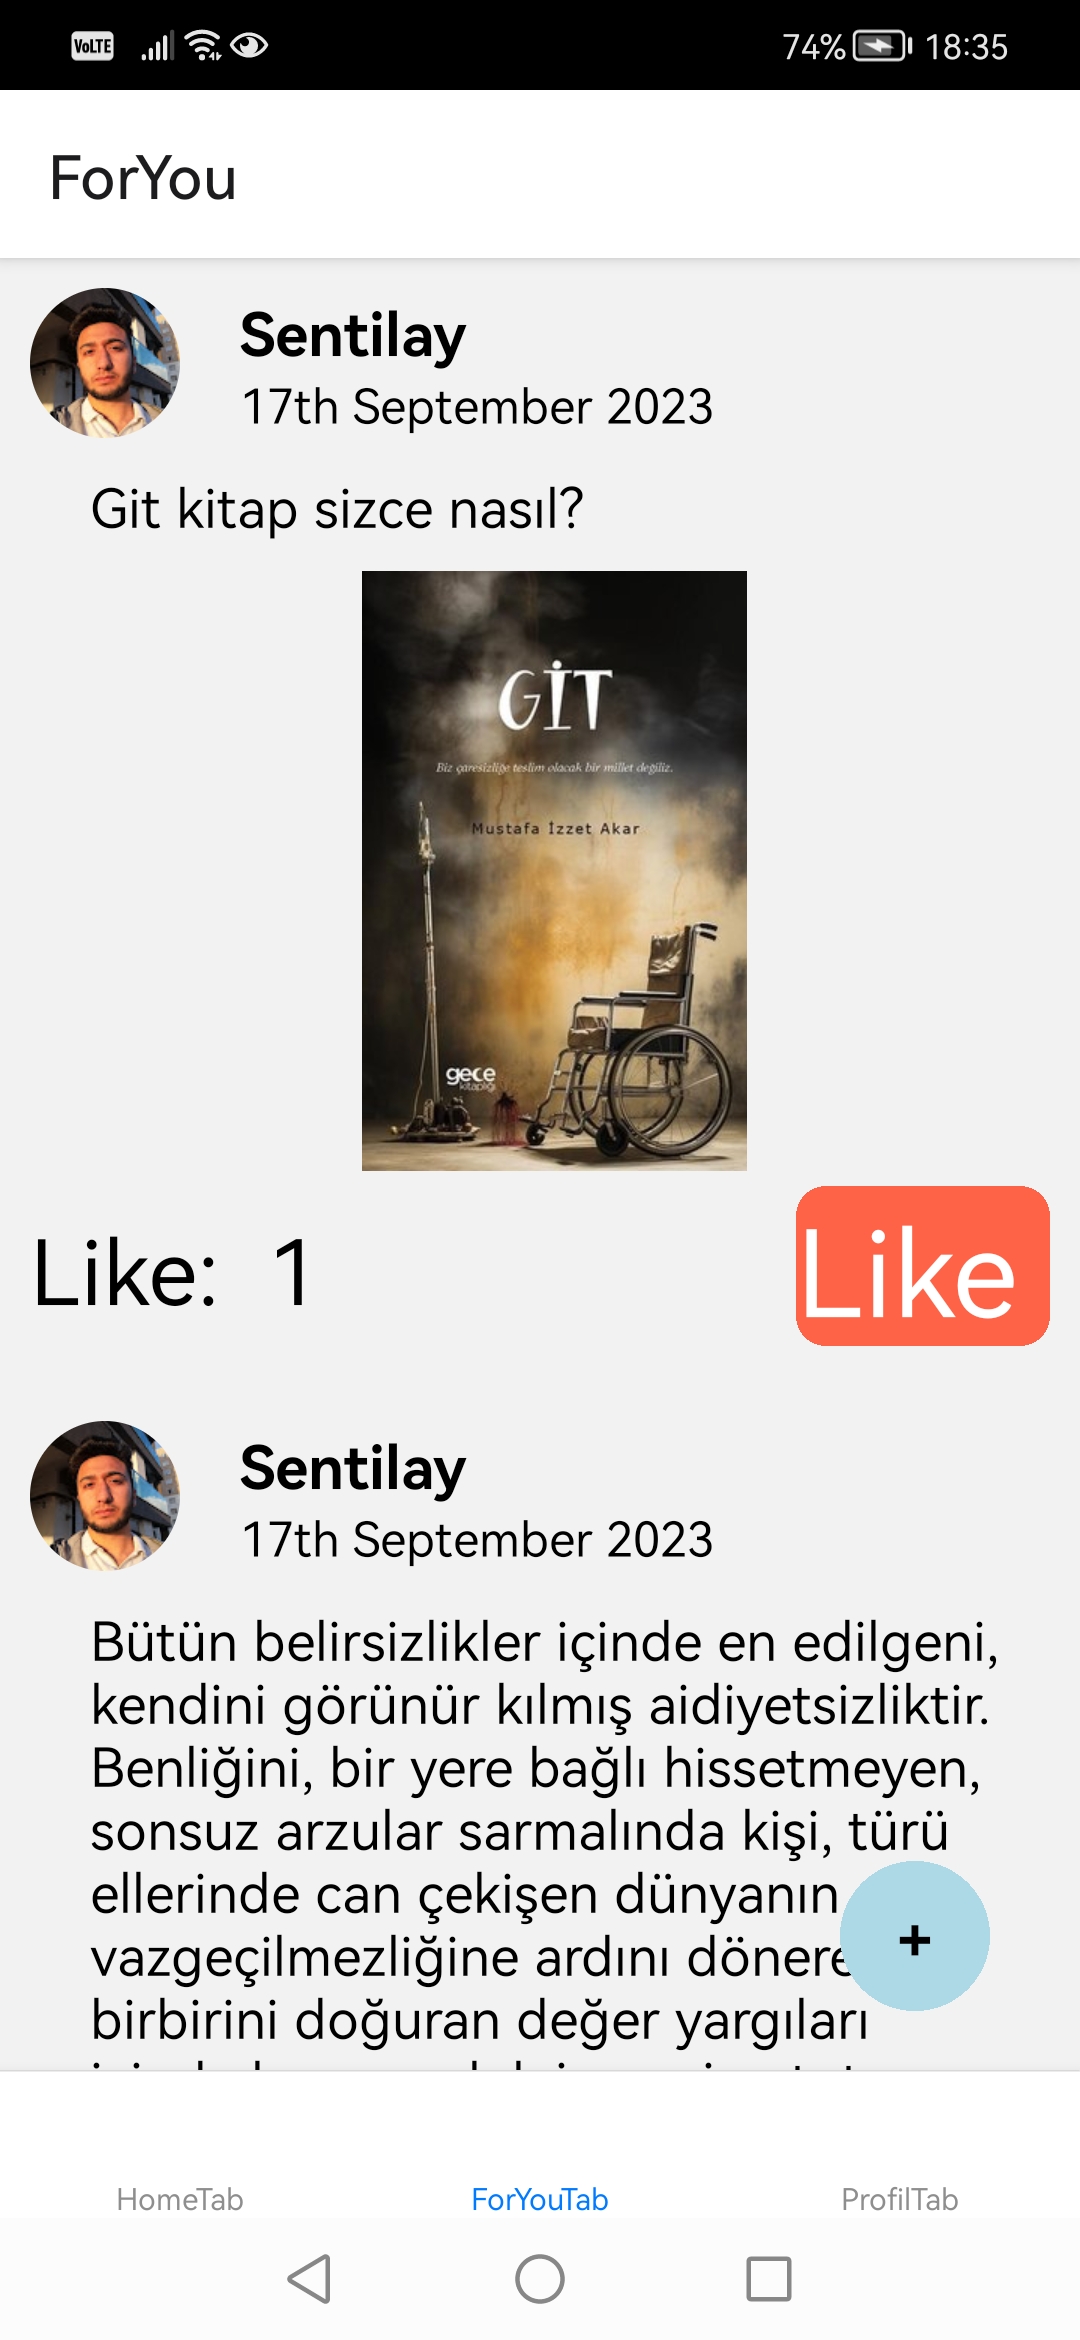 VoLTE
74% 18:35
ForYou
Sentilay
17th September 2023
Git kitap sizce nasıl?
GİT
Biz çaresizliğe teslim olacak bir millet değiliz.
Mustafa İzzet Akar
gece
kitaplığı
Like: 1
Like
Sentilay
17th September 2023
Bütün belirsizlikler içinde en edilgeni,
kendini görünür kılmış aidiyetsizliktir.
Benliğini, bir yere bağlı hissetmeyen,
sonsuz arzular sarmalında kişi, türü
ellerinde can çekişen dünyanın
+
vazgeçilmezliğine ardını dönere
birbirini doğuran değer yargıları
HomeTab
ForYouTab
ProfilTab